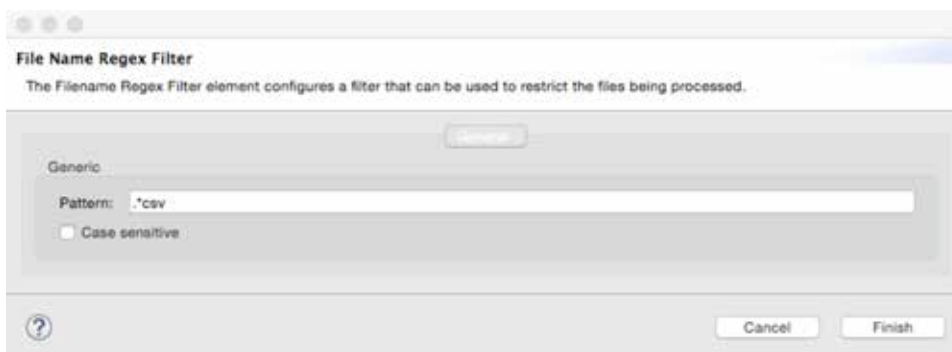 File Name Regex Filter
The Filename Regex Filter element configures a filter that can be used to restrict the files being processed.
General
Generic
Pattern: .*csv
Case sensitive
?
Cancel Finish